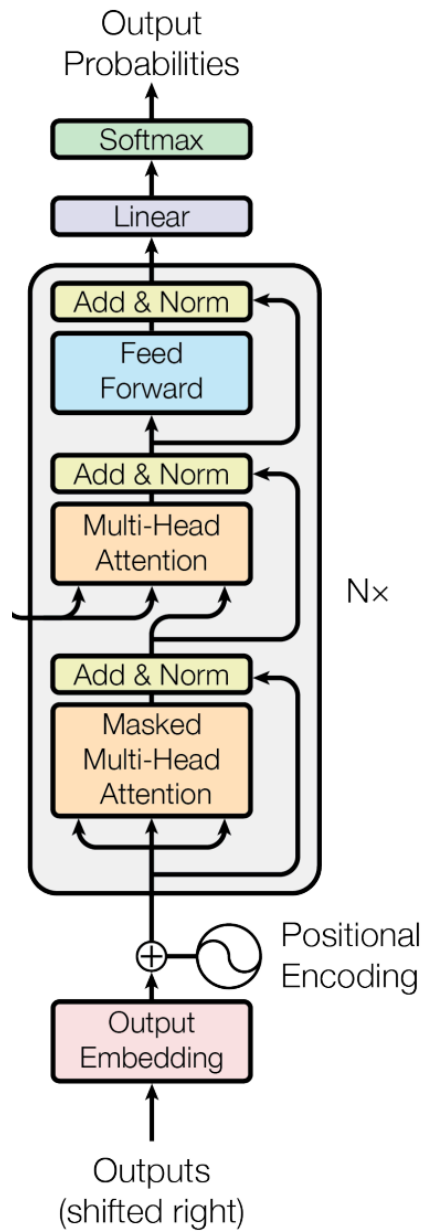 Output
Probabilities
Softmax
Linear
Add & Norm
Feed
Forward
Add & Norm
Multi-Head
Attention
N×
Add & Norm
Masked
Multi-Head
Attention
Positional
Encoding
Output
Embedding
Outputs
(shifted right)